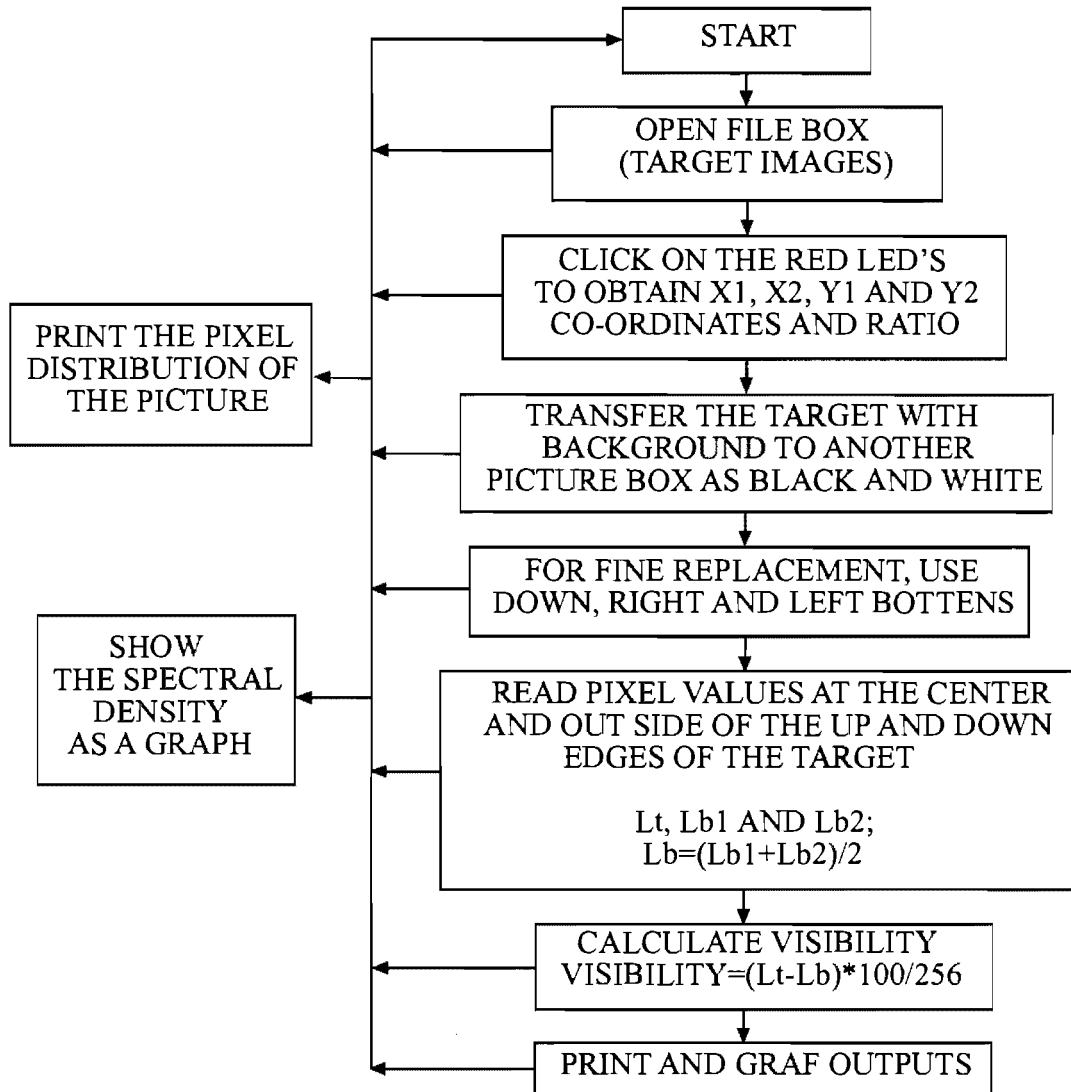 START
OPEN FILE BOX
(TARGET IMAGES)
CLICK ON THE RED LED'S
TO OBTAIN X1, X2, Y1 AND Y2
CO-ORDINATES AND RATIO
PRINT THE PIXEL
DISTRIBUTION OF
THE PICTURE
TRANSFER THE TARGET WITH
BACKGROUND TO ANOTHER
PICTURE BOX AS BLACK AND WHITE
FOR FINE REPLACEMENT, USE
DOWN, RIGHT AND LEFT BOTTENS
SHOW
THE SPECTRAL
DENSITY
AS A GRAPH
READ PIXEL VALUES AT THE CENTER
AND OUT SIDE OF THE UP AND DOWN
EDGES OF THE TARGET
Lt, Lb1 AND Lb2;
Lb=(Lb1+Lb2)/2
CALCULATE VISIBILITY
VISIBILITY=(Lt-Lb)*100/256
PRINT AND GRAF OUTPUTS